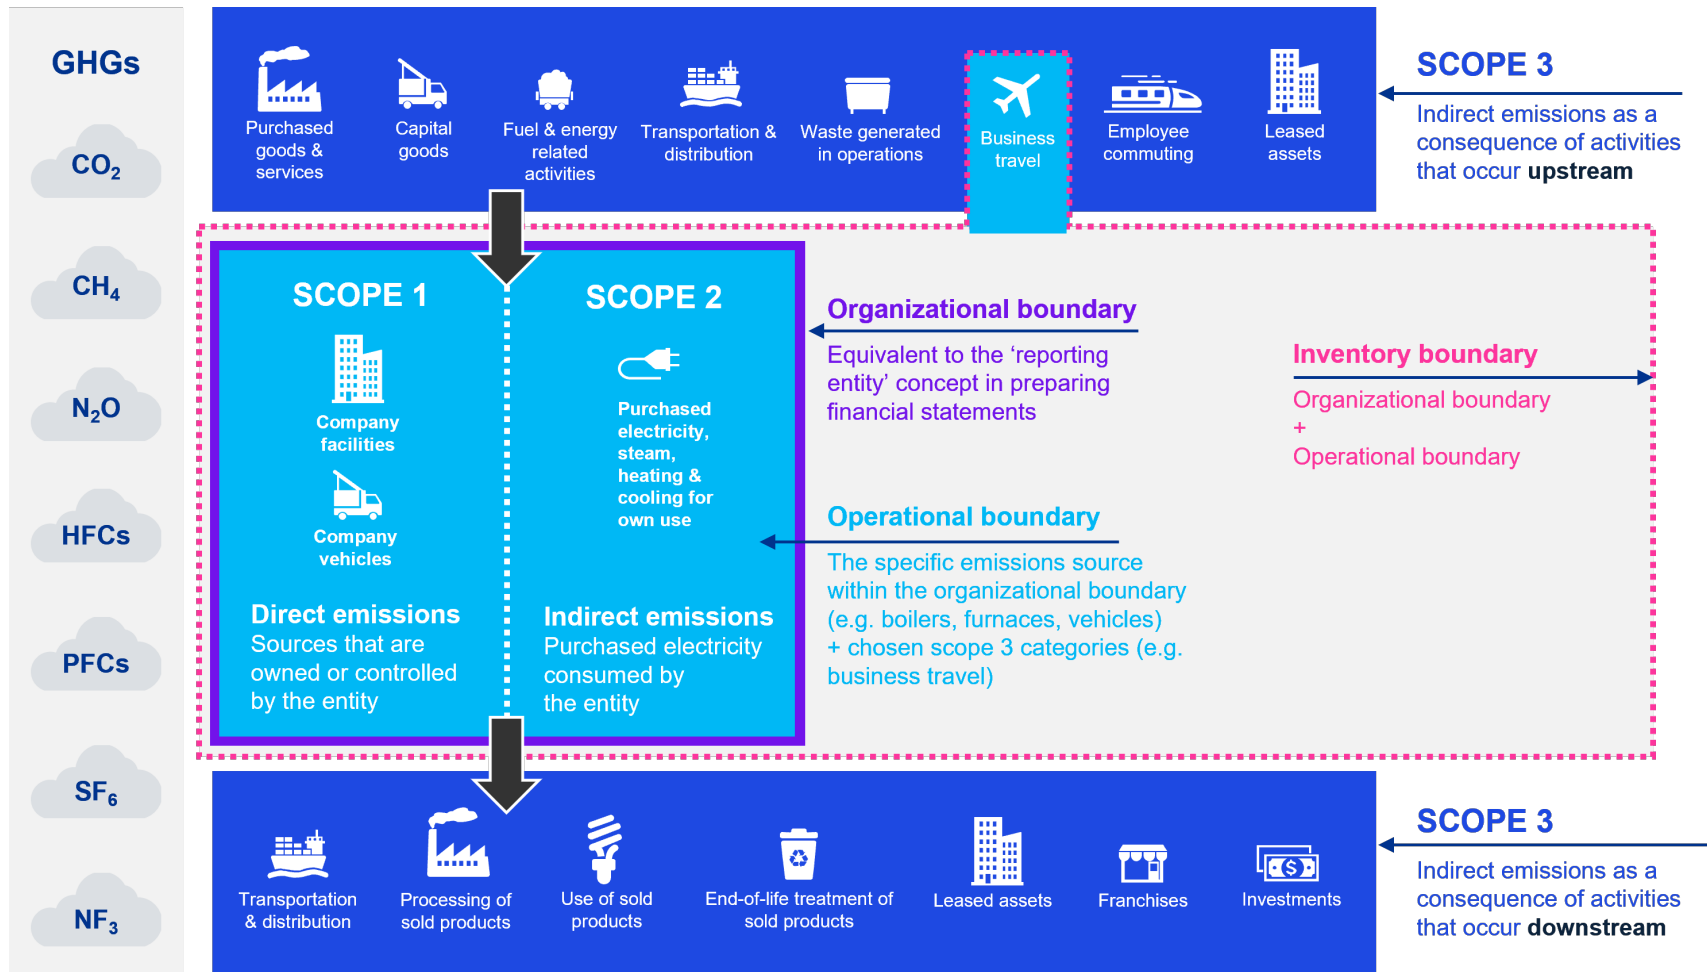 GHGs
CO₂
CH₄
N₂O
HFCs
PFCs
SF₆
NF₃
Purchased
goods &
services
Capital
goods
Fuel & energy
related
activities
Transportation &
distribution
Waste generated
in operations
Business
travel
Employee
commuting
Leased
assets
SCOPE 3
Indirect emissions as a
consequence of activities
that occur upstream
SCOPE 1
Company
facilities
Company
vehicles
Direct emissions
Sources that are
owned or controlled
by the entity
SCOPE 2
Purchased
electricity,
steam,
heating &
cooling for
own use
Indirect emissions
Purchased electricity
consumed by
the entity
Organizational boundary
Equivalent to the ‘reporting
entity’ concept in preparing
financial statements
Operational boundary
The specific emissions source
within the organizational boundary
(e.g. boilers, furnaces, vehicles)
+ chosen scope 3 categories (e.g.
business travel)
Inventory boundary
Organizational boundary
+
Operational boundary
Transportation
& distribution
Processing of
sold products
Use of sold
products
End-of-life treatment of
sold products
Leased assets
Franchises
$
Investments
SCOPE 3
Indirect emissions as a
consequence of activities
that occur downstream